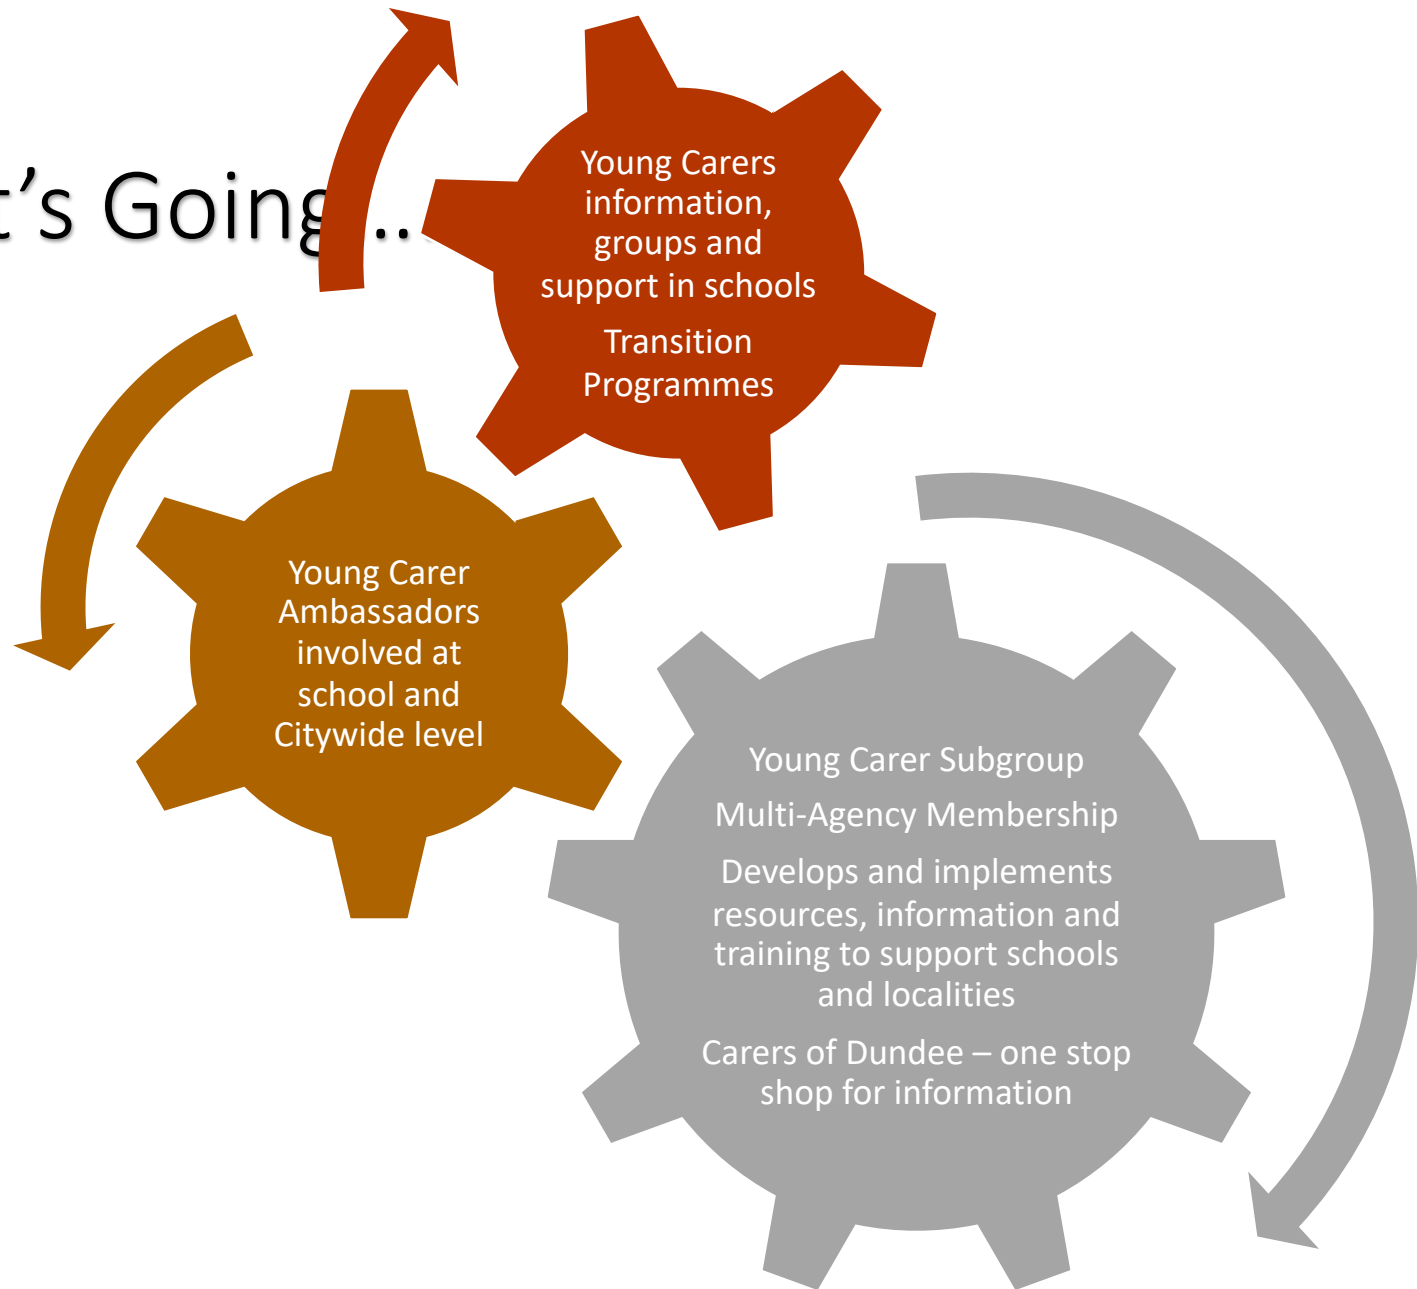 t’s Going...
Young Carers
information,
groups and
support in schools
Transition
Programmes
Young Carer
Ambassadors
involved at
school and
Citywide level
Young Carer Subgroup
Multi-Agency Membership
Develops and implements
resources, information and
training to support schools
and localities
Carers of Dundee – one stop
shop for information